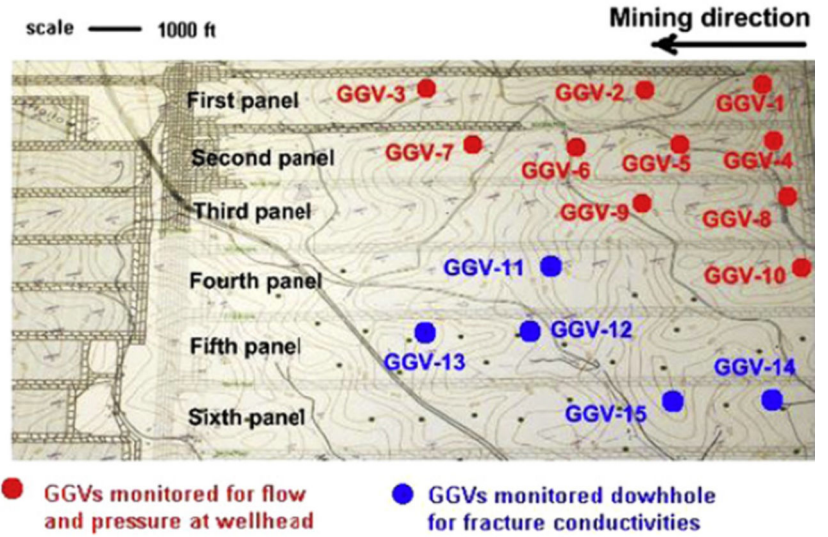 Mining direction
scale 1000 ft
First panel
GGV-3
GGV-2
GGV-1
Second panel
GGV-7
GGV-6
GGV-5
GGV-4
Third panel
GGV-9
GGV-8
Fourth panel
GGV-11
GGV-10
Fifth panel
GGV-13
GGV-12
GGV-14
Sixth panel
GGV-15
GGVs monitored for flow
and pressure at wellhead
GGVs monitored dowhhole
for fracture conductivities